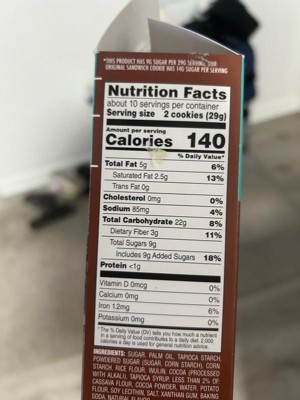 *THIS PRODUCT HAS 9G SUGAR PER 29G SERVING. OUR
ORIGINAL SANDWICH COOKIE HAS 14G SUGAR PER SERVING
Nutrition Facts
about 10 servings per container
Serving size 2 cookies (29g)
Amount per serving
Calories 140
% Daily Value*
Total Fat 5g 6%
Saturated Fat 2.5g 13%
Trans Fat 0g
Cholesterol 0mg 0%
Sodium 85mg 4%
Total Carbohydrate 22g 8%
Dietary Fiber 3g 11%
Total Sugars 9g
Includes 9g Added Sugars 18%
Protein <1g
Vitamin D 0mcg 0%
Calcium 0mg 0%
Iron 1.2mg 6%
Potassium 0mg 0%
*The % Daily Value (DV) tells you how much a nutrient
in a serving of food contributes to a daily diet. 2,000
calories a day is used for general nutrition advice.
INGREDIENTS: SUGAR, PALM OIL, TAPIOCA STARCH,
POWDERED SUGAR (SUGAR, CORN STARCH), CORN
STARCH, RICE FLOUR, INULIN, COCOA (PROCESSED
WITH ALKALI), TAPIOCA SYRUP, LESS THAN 2% OF:
CASSAVA FLOUR, COCOA POWDER, WATER, POTATO
FLOUR, SOY LECITHIN, SALT, XANTHAN GUM, BAKING
SODA, NATURAL FLAVOR